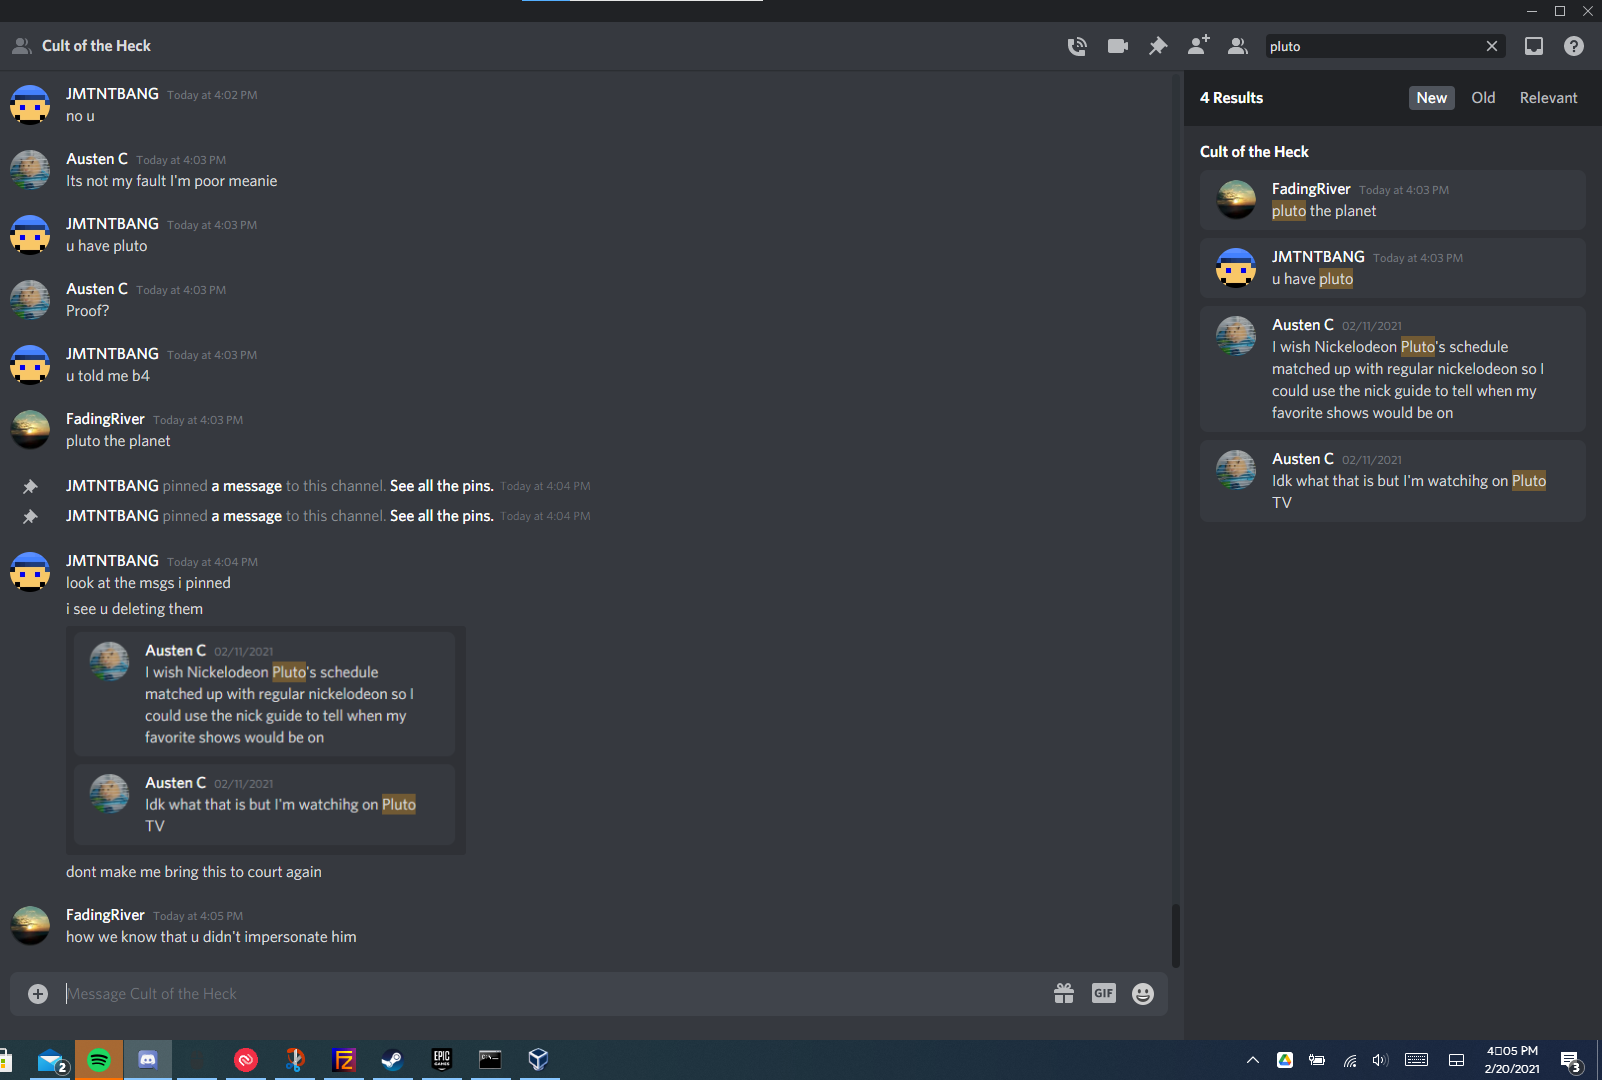 Cult of the Heck
pluto
JMTNTBANG Today at 4:02 PM
no u
Austen C Today at 4:03 PM
Its not my fault I'm poor meanie
JMTNTBANG Today at 4:03 PM
u have pluto
Austen C Today at 4:03 PM
Proof?
JMTNTBANG Today at 4:03 PM
u told me b4
FadingRiver Today at 4:03 PM
pluto the planet
JMTNTBANG pinned a message to this channel. See all the pins. Today at 4:04 PM
JMTNTBANG pinned a message to this channel. See all the pins. Today at 4:04 PM
JMTNTBANG Today at 4:04 PM
look at the msgs i pinned
i see u deleting them
Austen C 02/11/2021
I wish Nickelodeon Pluto's schedule
matched up with regular nickelodeon so I
could use the nick guide to tell when my
favorite shows would be on
Austen C 02/11/2021
Idk what that is but I'm watchihg on Pluto
TV
dont make me bring this to court again
FadingRiver Today at 4:05 PM
how we know that u didn't impersonate him
Message Cult of the Heck
GIF
4 Results
New Old Relevant
Cult of the Heck
FadingRiver Today at 4:03 PM
pluto the planet
JMTNTBANG Today at 4:03 PM
u have pluto
Austen C 02/11/2021
I wish Nickelodeon Pluto's schedule
matched up with regular nickelodeon so I
could use the nick guide to tell when my
favorite shows would be on
Austen C 02/11/2021
Idk what that is but I'm watchihg on Pluto
TV
2
FZ
EPIC
GAMES
4▯05 PM
2/20/2021
3